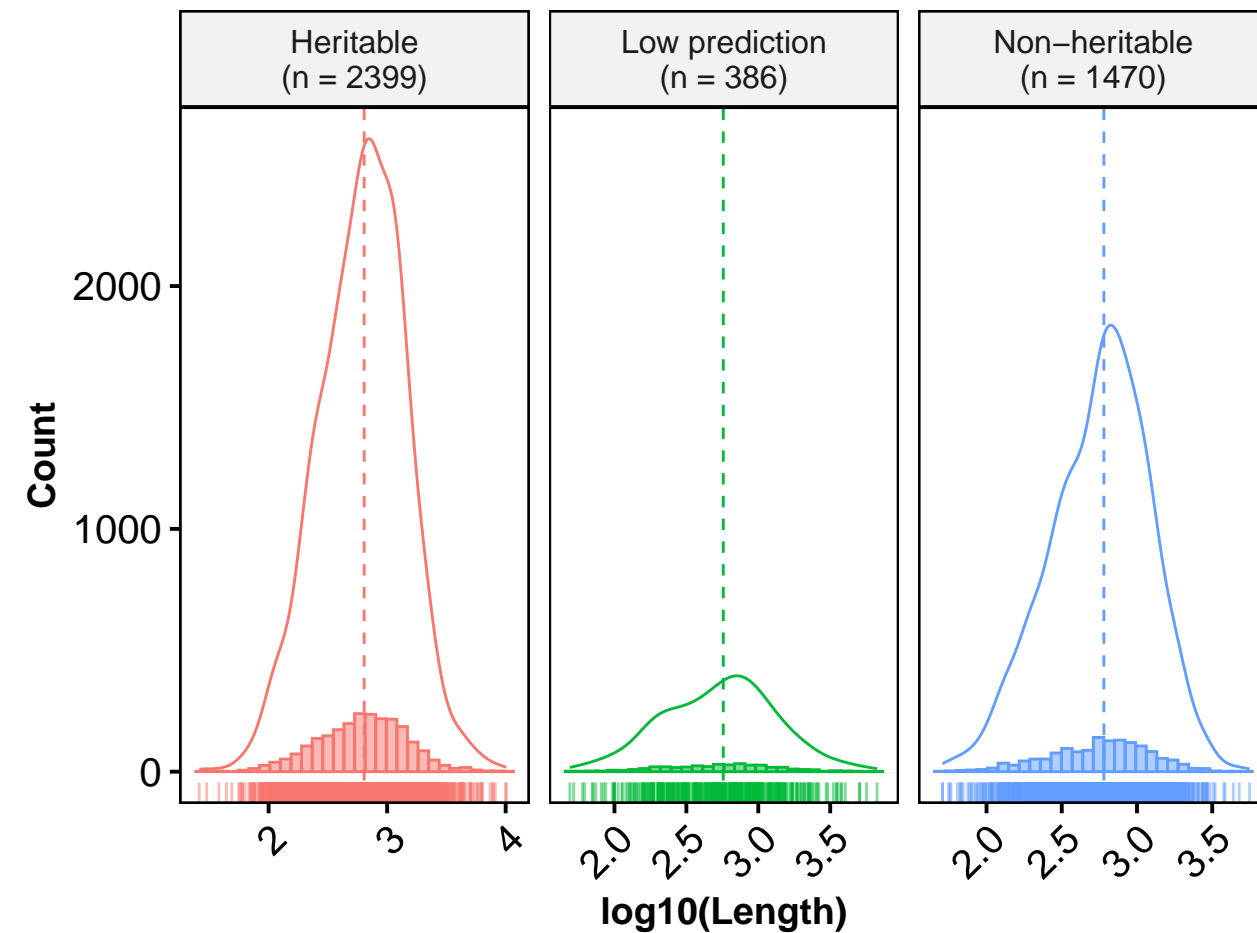 Heritable
(n = 2399)
Low prediction
(n = 386)
Non−heritable
(n = 1470)
Count
2000
1000
0
2
3
4
2.0
2.5
3.0
3.5
2.0
2.5
3.0
3.5
log10(Length)